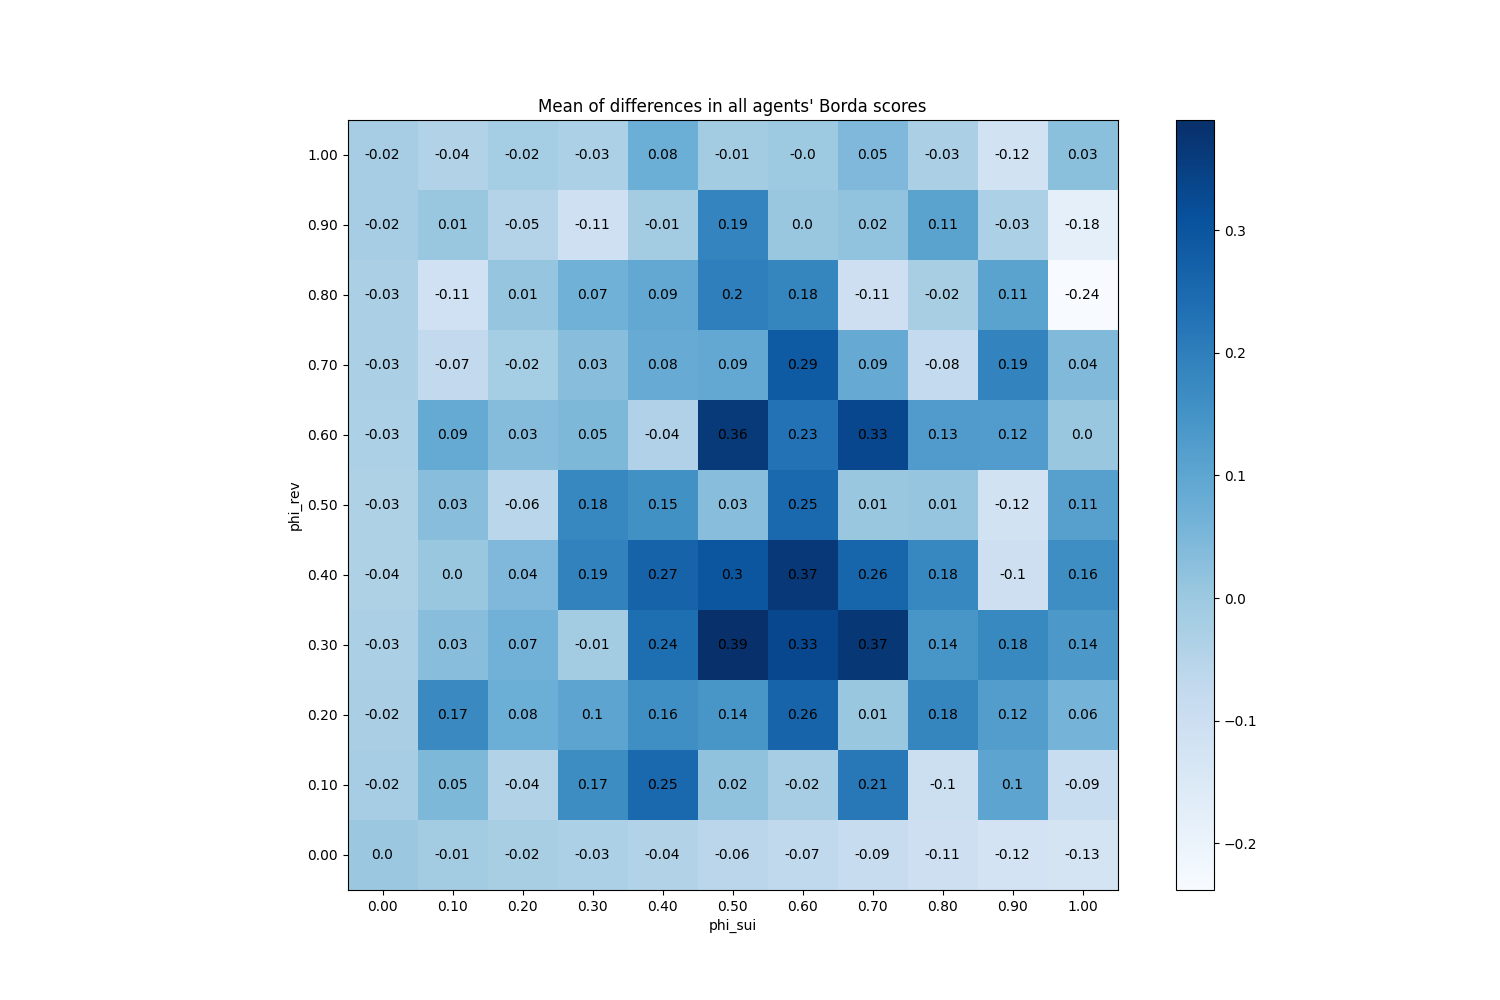 Mean of differences in all agents' Borda scores
1.00 -0.02 -0.04 -0.02 -0.03 0.08 -0.01 -0.0 0.05 -0.03 -0.12 0.03
0.90 -0.02 0.01 -0.05 -0.11 -0.01 0.19 0.0 0.02 0.11 -0.03 -0.18
0.3
0.80 -0.03 -0.11 0.01 0.07 0.09 0.2 0.18 -0.11 -0.02 0.11 -0.24
0.2
0.70 -0.03 -0.07 -0.02 0.03 0.08 0.09 0.29 0.09 -0.08 0.19 0.04
0.60 -0.03 0.09 0.03 0.05 -0.04 0.36 0.23 0.33 0.13 0.12 0.0
0.1
phi_rev
0.50 -0.03 0.03 -0.06 0.18 0.15 0.03 0.25 0.01 0.01 -0.12 0.11
0.40 -0.04 0.0 0.04 0.19 0.27 0.3 0.37 0.26 0.18 -0.1 0.16
0.0
0.30 -0.03 0.03 0.07 -0.01 0.24 0.39 0.33 0.37 0.14 0.18 0.14
0.20 -0.02 0.17 0.08 0.1 0.16 0.14 0.26 0.01 0.18 0.12 0.06
−0.1
0.10 -0.02 0.05 -0.04 0.17 0.25 0.02 -0.02 0.21 -0.1 0.1 -0.09
−0.2
0.00 0.0 -0.01 -0.02 -0.03 -0.04 -0.06 -0.07 -0.09 -0.11 -0.12 -0.13
0.00 0.10 0.20 0.30 0.40 0.50 0.60 0.70 0.80 0.90 1.00
phi_sui